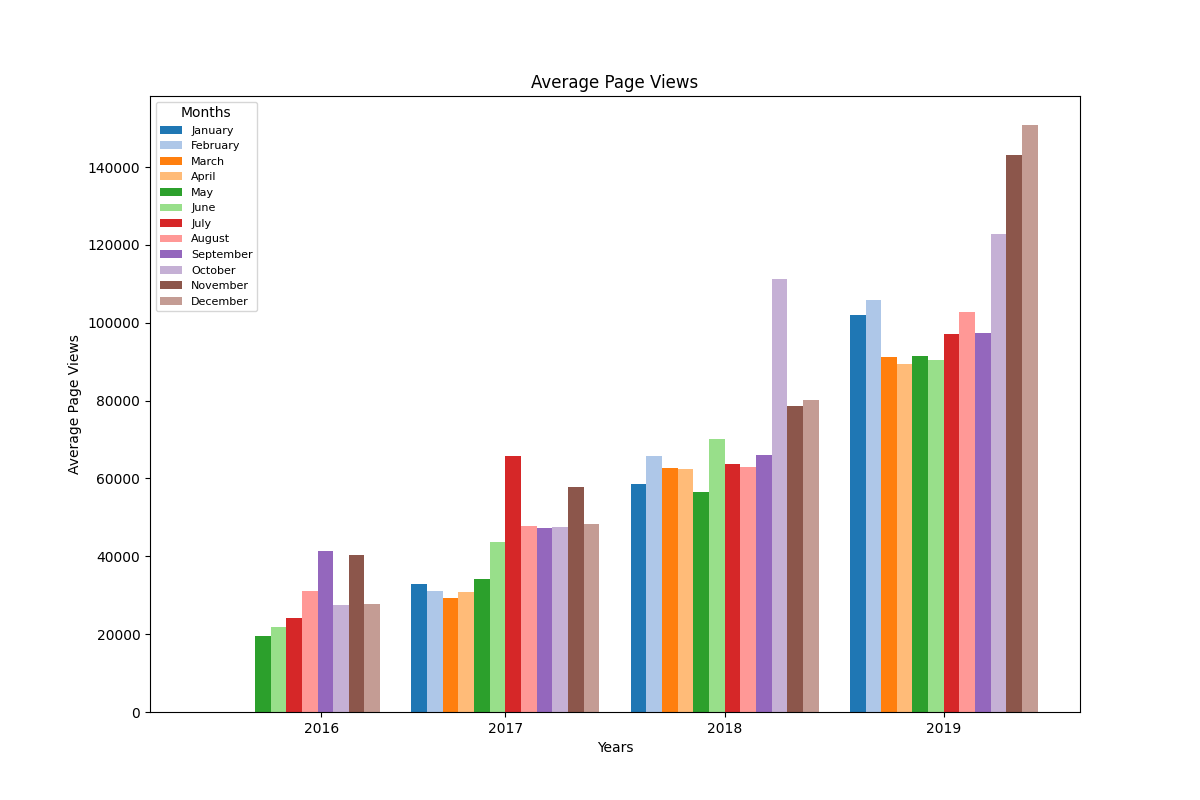 Average Page Views
Months
January
February
March
April
May
June
July
August
September
October
November
December
140000
120000
100000
80000
60000
40000
20000
0
Average Page Views
2016 2017 2018 2019
Years